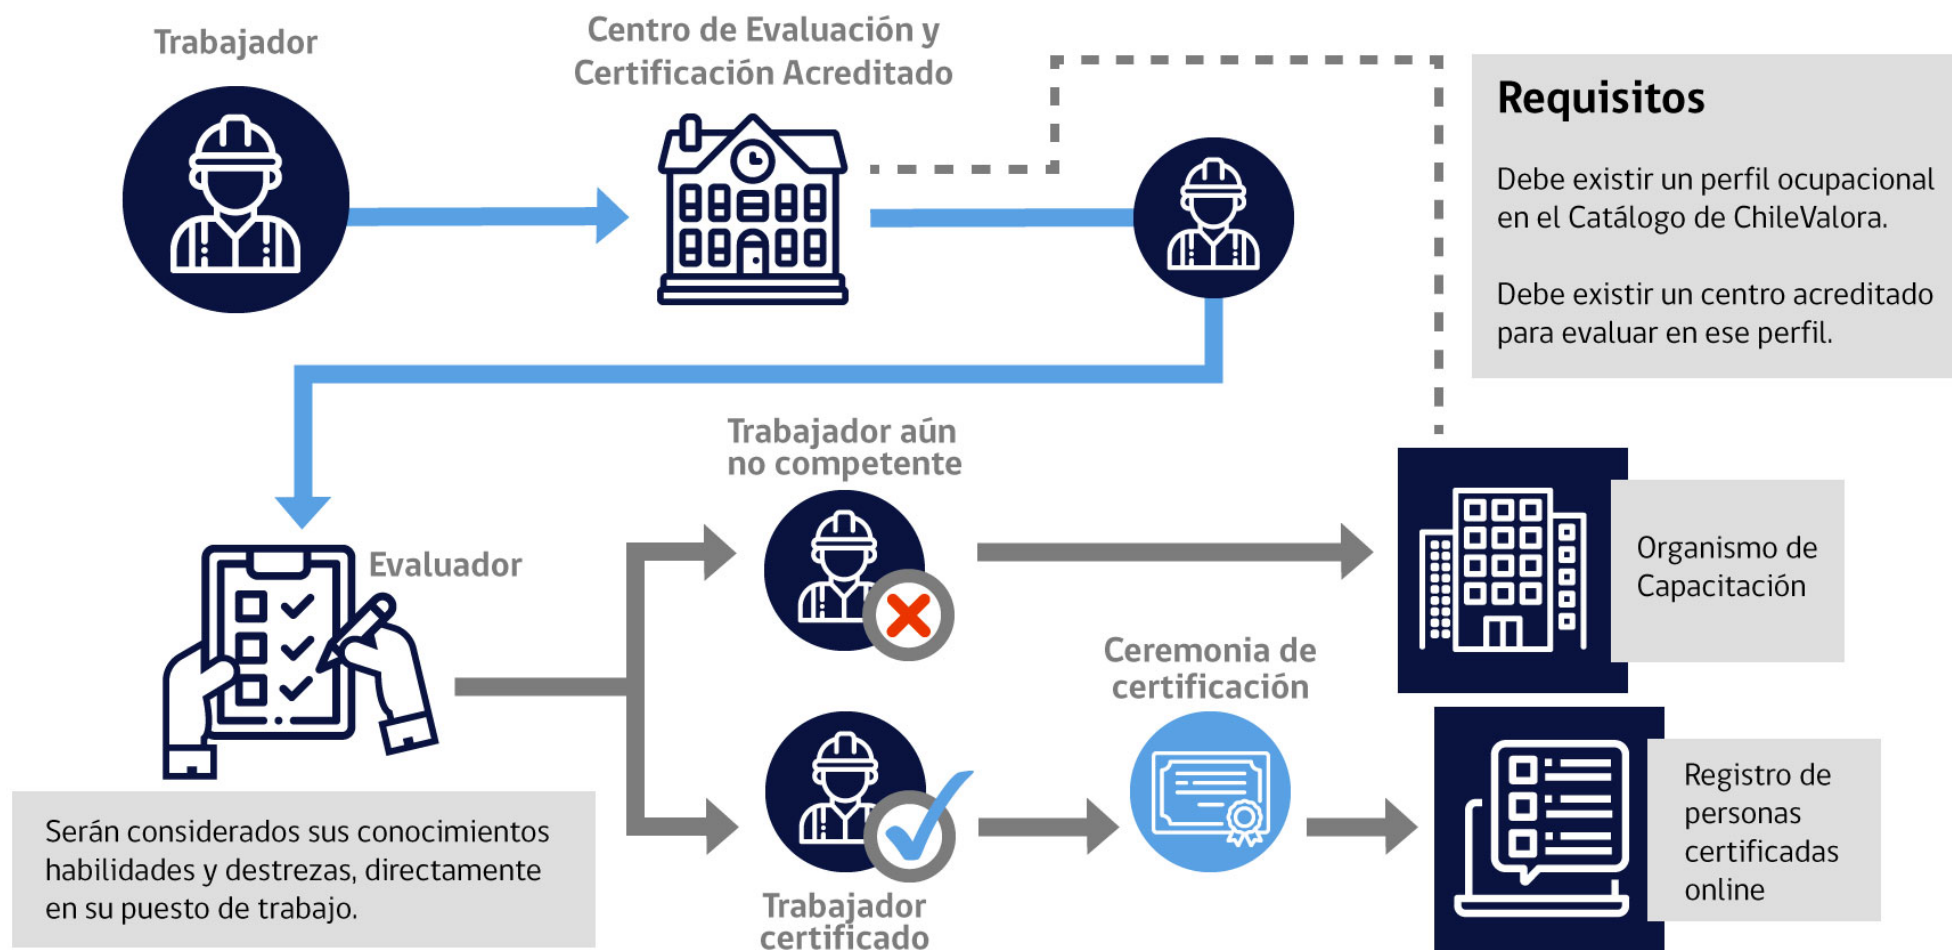 Trabajador
Centro de Evaluación y
Certificación Acreditado
Requisitos
Debe existir un perfil ocupacional
en el Catálogo de ChileValora.
Debe existir un centro acreditado
para evaluar en ese perfil.
Trabajador aún
no competente
Evaluador
Organismo de
Capacitación
Ceremonia de
certificación
Registro de
personas
certificadas
online
Serán considerados sus conocimientos
habilidades y destrezas, directamente
en su puesto de trabajo.
Trabajador
certificado